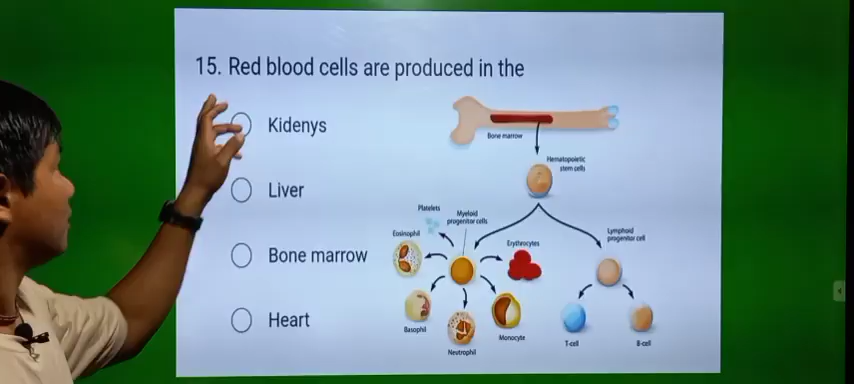 15. Red blood cells are produced in the
Kidenys
Liver
Bone marrow
Heart
Bone marrow
Hematopoietic
stem cells
Platelets
Myeloid
progenitor cells
Lymphoid
progenitor cell
Eosinophil
Erythrocytes
Basophil
Neutrophil
Monocyte
T-cell
B-cell